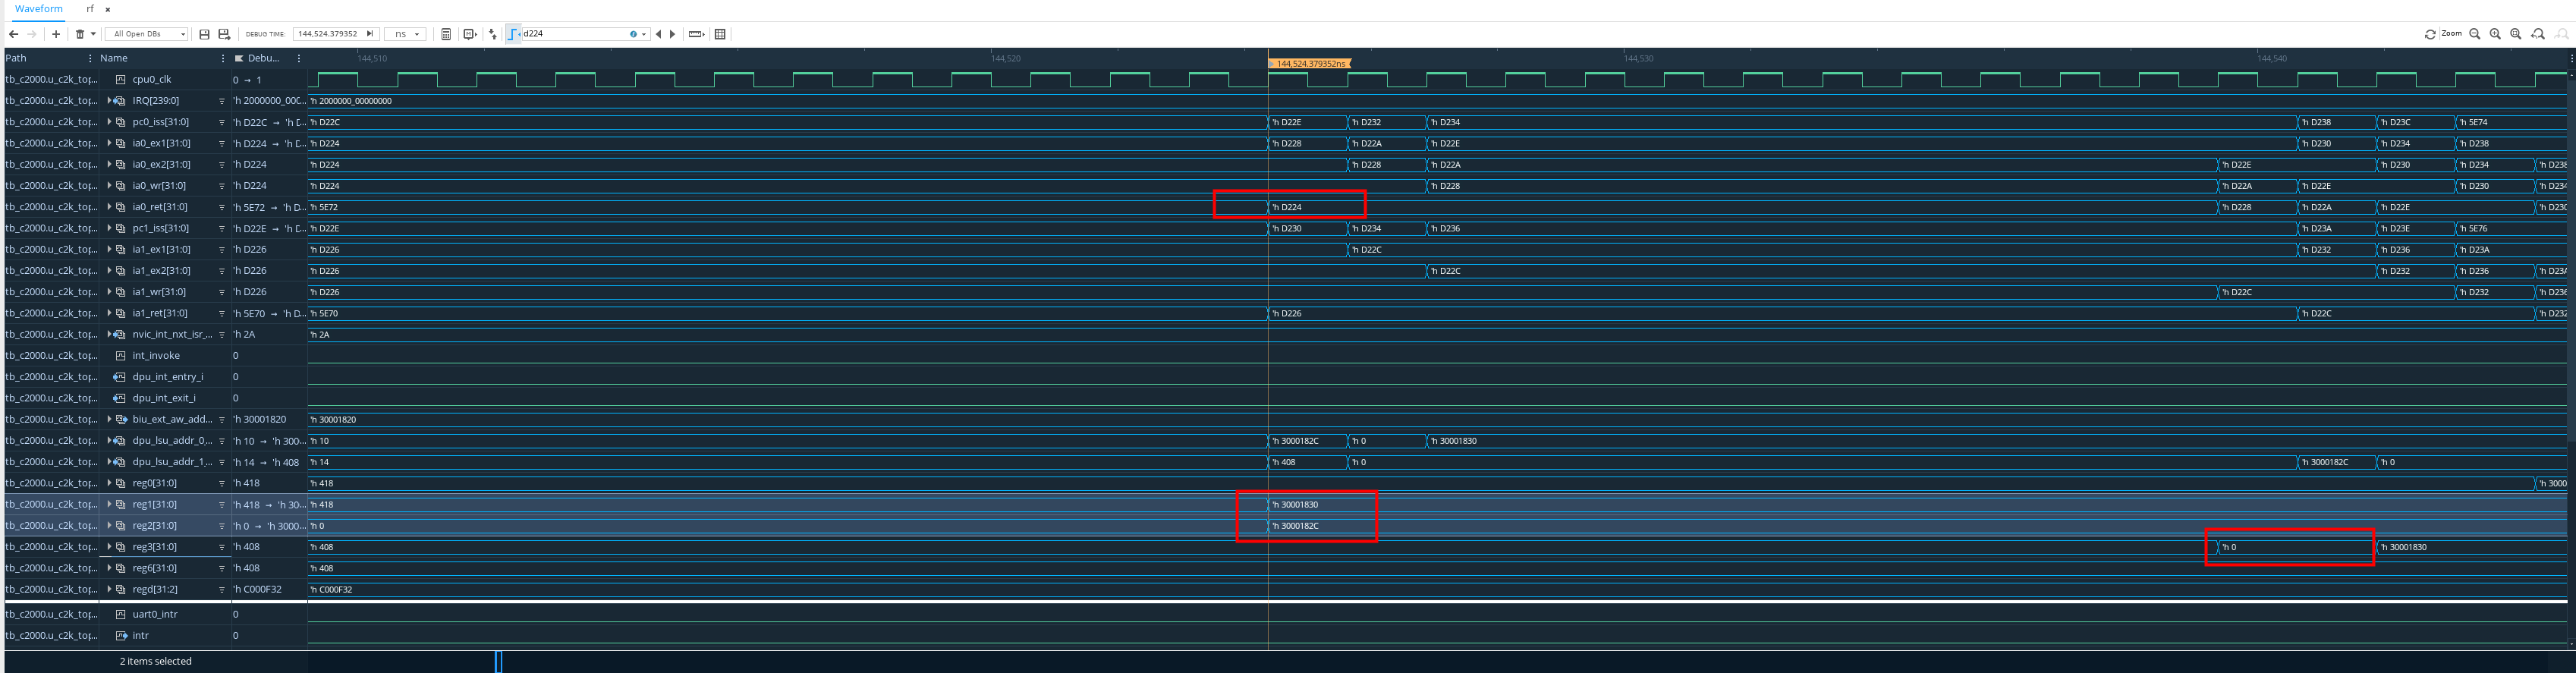 Waveform rf ×
All Open DBs DEBUG TIME: 144,524.379352 ns d224 Zoom
Path Name Debu... 144,510 144,520 144,524.379352ns 144,530 144,540
tb_c2000.u_c2k_top... cpu0_clk 0 → 1
tb_c2000.u_c2k_top... IRQ[239:0] 'h 2000000_00C... 'h 2000000_00000000
tb_c2000.u_c2k_top... pc0_iss[31:0] 'h D22C → 'h D... 'h D22C 'h D22E 'h D232 'h D234 'h D238 'h D23C 'h 5E74
tb_c2000.u_c2k_top... ia0_ex1[31:0] 'h D224 → 'h D... 'h D224 'h D228 'h D22A 'h D22E 'h D230 'h D234 'h D238
tb_c2000.u_c2k_top... ia0_ex2[31:0] 'h D224 'h D224 'h D228 'h D22A 'h D22E 'h D230 'h D234 'h D238
tb_c2000.u_c2k_top... ia0_wr[31:0] 'h D224 'h D224 'h D228 'h D22A 'h D22E 'h D230 'h D234
tb_c2000.u_c2k_top... ia0_ret[31:0] 'h 5E72 → 'h D... 'h 5E72 'h D224 'h D228 'h D22A 'h D22E 'h D230
tb_c2000.u_c2k_top... pc1_iss[31:0] 'h D22E → 'h D... 'h D22E 'h D230 'h D234 'h D236 'h D23A 'h D23E 'h 5E76
tb_c2000.u_c2k_top... ia1_ex1[31:0] 'h D226 'h D226 'h D22C 'h D232 'h D236 'h D23A
tb_c2000.u_c2k_top... ia1_ex2[31:0] 'h D226 'h D226 'h D22C 'h D232 'h D236 'h D23A
tb_c2000.u_c2k_top... ia1_wr[31:0] 'h D226 'h D226 'h D22C 'h D232 'h D236
tb_c2000.u_c2k_top... ia1_ret[31:0] 'h 5E70 → 'h D... 'h 5E70 'h D226 'h D22C 'h D232
tb_c2000.u_c2k_top... nvic_int_nxt_isr_... 'h 2A 'h 2A
tb_c2000.u_c2k_top... int_invoke 0
tb_c2000.u_c2k_top... dpu_int_entry_i 0
tb_c2000.u_c2k_top... dpu_int_exit_i 0
tb_c2000.u_c2k_top... biu_ext_aw_add... 'h 30001820 'h 30001820
tb_c2000.u_c2k_top... dpu_lsu_addr_0_... 'h 10 → 'h 300... 'h 10 'h 3000182C 'h 0 'h 30001830
tb_c2000.u_c2k_top... dpu_lsu_addr_1_... 'h 14 → 'h 408 'h 14 'h 408 'h 0 'h 3000182C 'h 0
tb_c2000.u_c2k_top... reg0[31:0] 'h 418 'h 418 'h 3000
tb_c2000.u_c2k_top... reg1[31:0] 'h 418 → 'h 30... 'h 418 'h 30001830
tb_c2000.u_c2k_top... reg2[31:0] 'h 0 → 'h 3000... 'h 0 'h 3000182C
tb_c2000.u_c2k_top... reg3[31:0] 'h 408 'h 408 'h 0 'h 30001830
tb_c2000.u_c2k_top... reg6[31:0] 'h 408 'h 408
tb_c2000.u_c2k_top... regd[31:2] 'h C000F32 'h C000F32
tb_c2000.u_c2k_top... uart0_intr 0
tb_c2000.u_c2k_top... intr 0
2 items selected